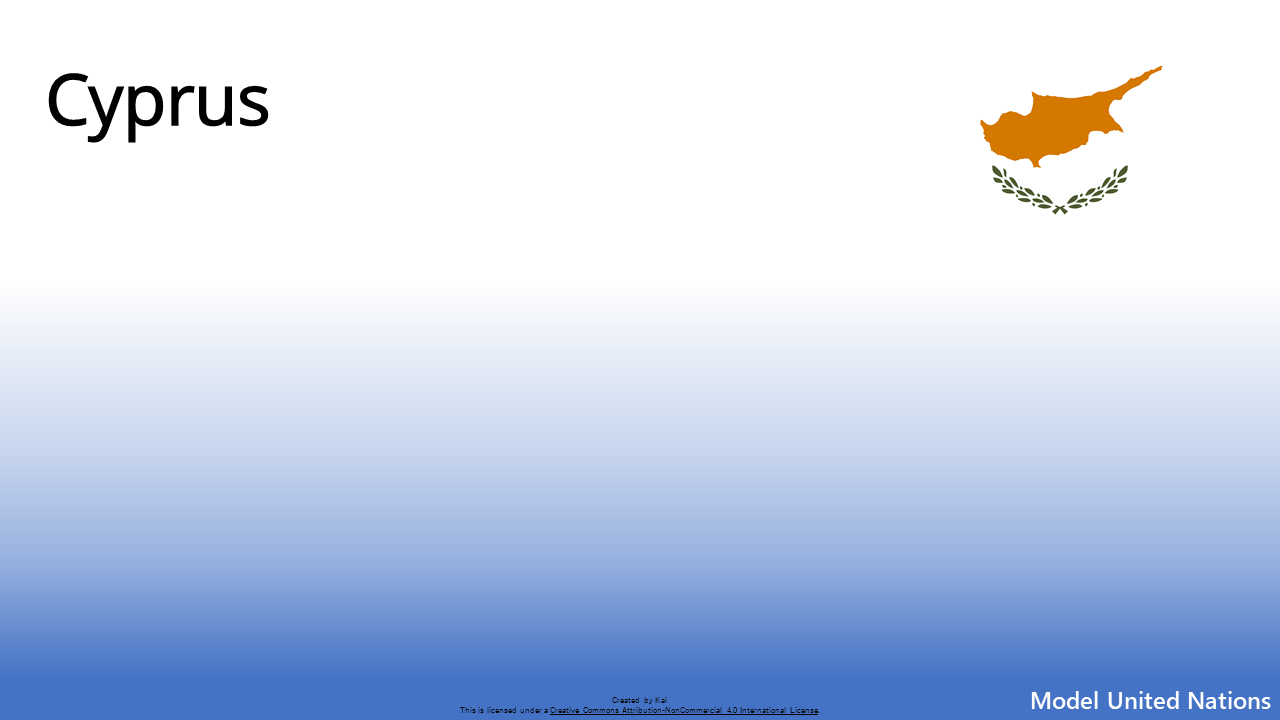 Cyprus
Created by Kai
This is licensed under a Creative Commons Attribution-NonCommercial 4.0 International License.
Model United Nations